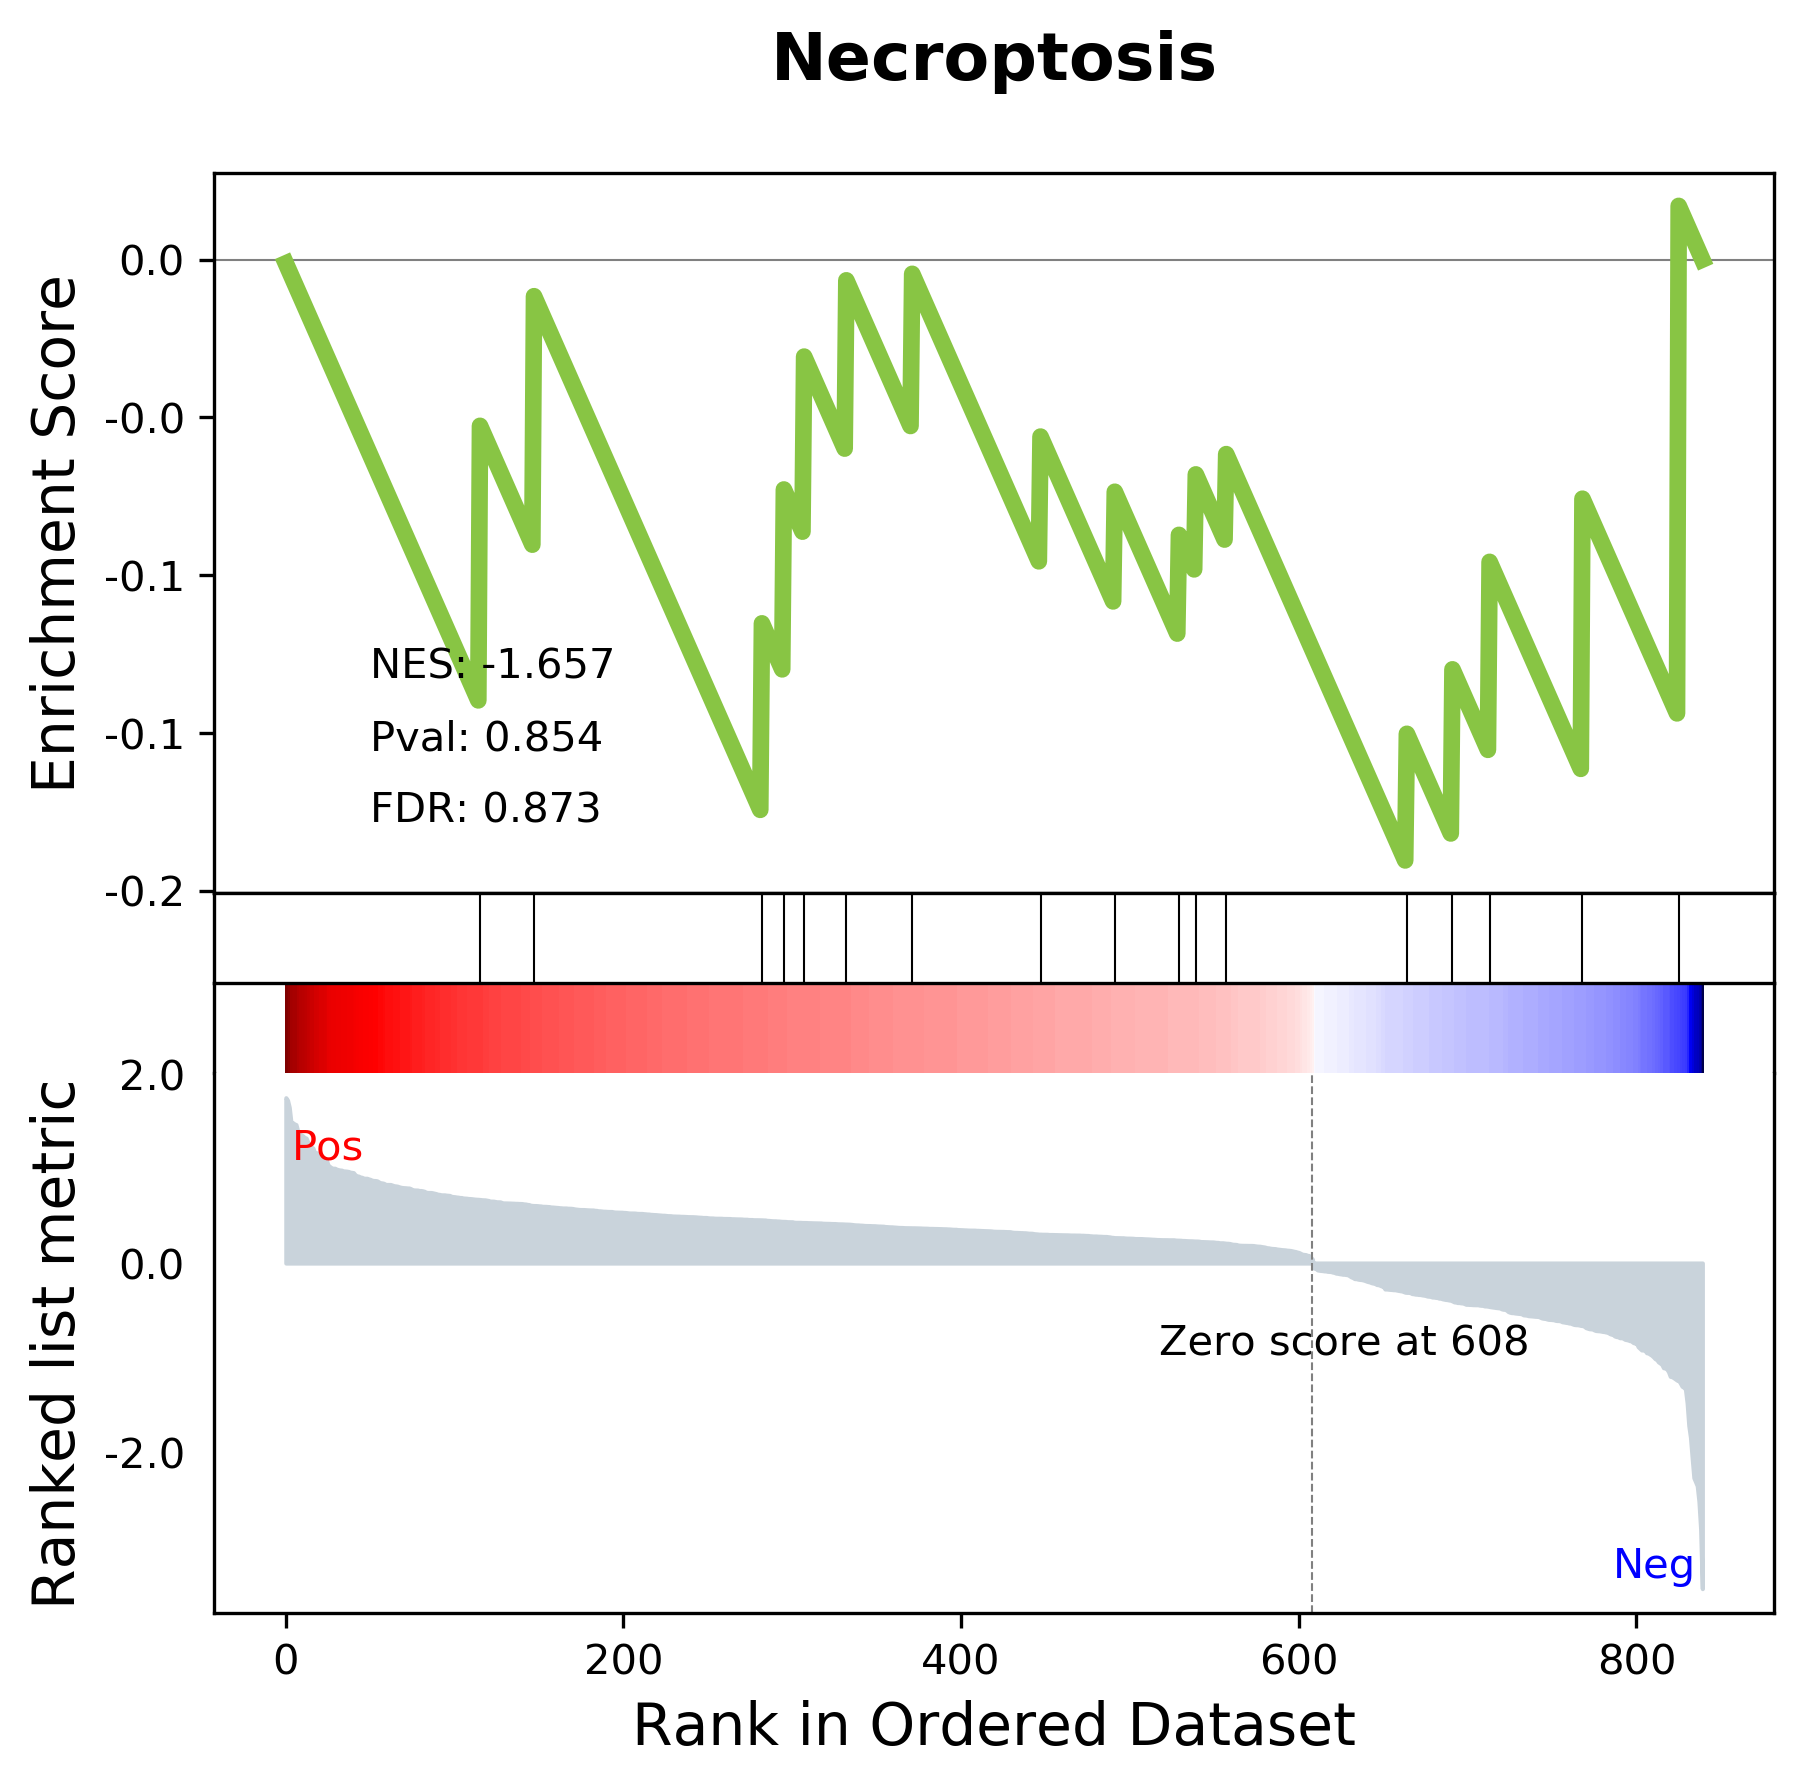 Necroptosis
Enrichment Score
0.0
-0.0
-0.1
-0.1
-0.2
NES: -1.657
Pval: 0.854
FDR: 0.873
Ranked list metric
2.0
0.0
-2.0
Pos
Zero score at 608
Neg
0 200 400 600 800
Rank in Ordered Dataset